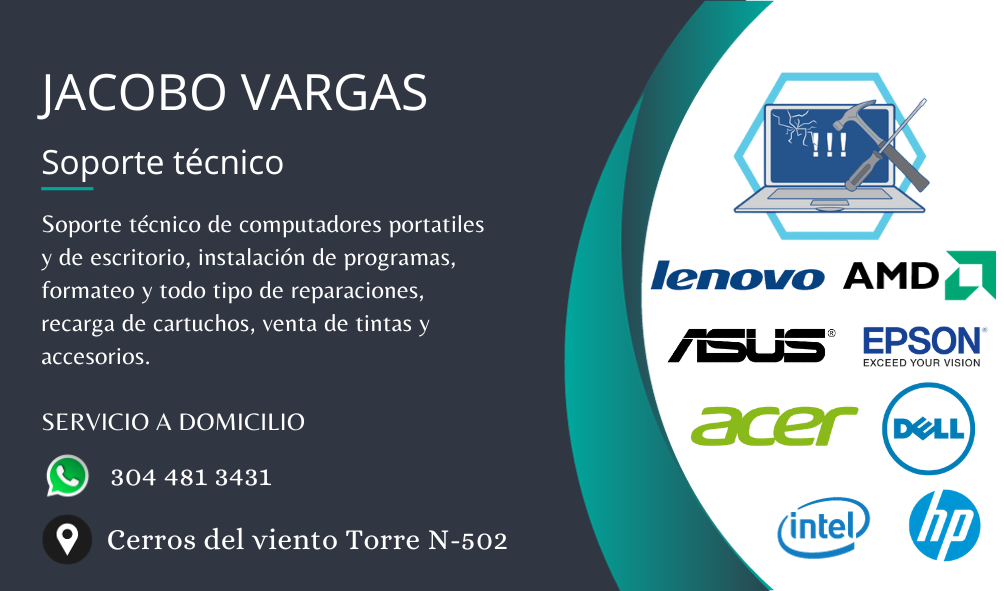 JACOBO VARGAS
Soporte técnico
Soporte técnico de computadores portatiles
y de escritorio, instalación de programas,
formateo y todo tipo de reparaciones,
recarga de cartuchos, venta de tintas y
accesorios.
SERVICIO A DOMICILIO
304 481 3431
Cerros del viento Torre N-502
!!!
lenovo AMD
ASUS® EPSON®
EXCEED YOUR VISION
acer DELL
intel hp